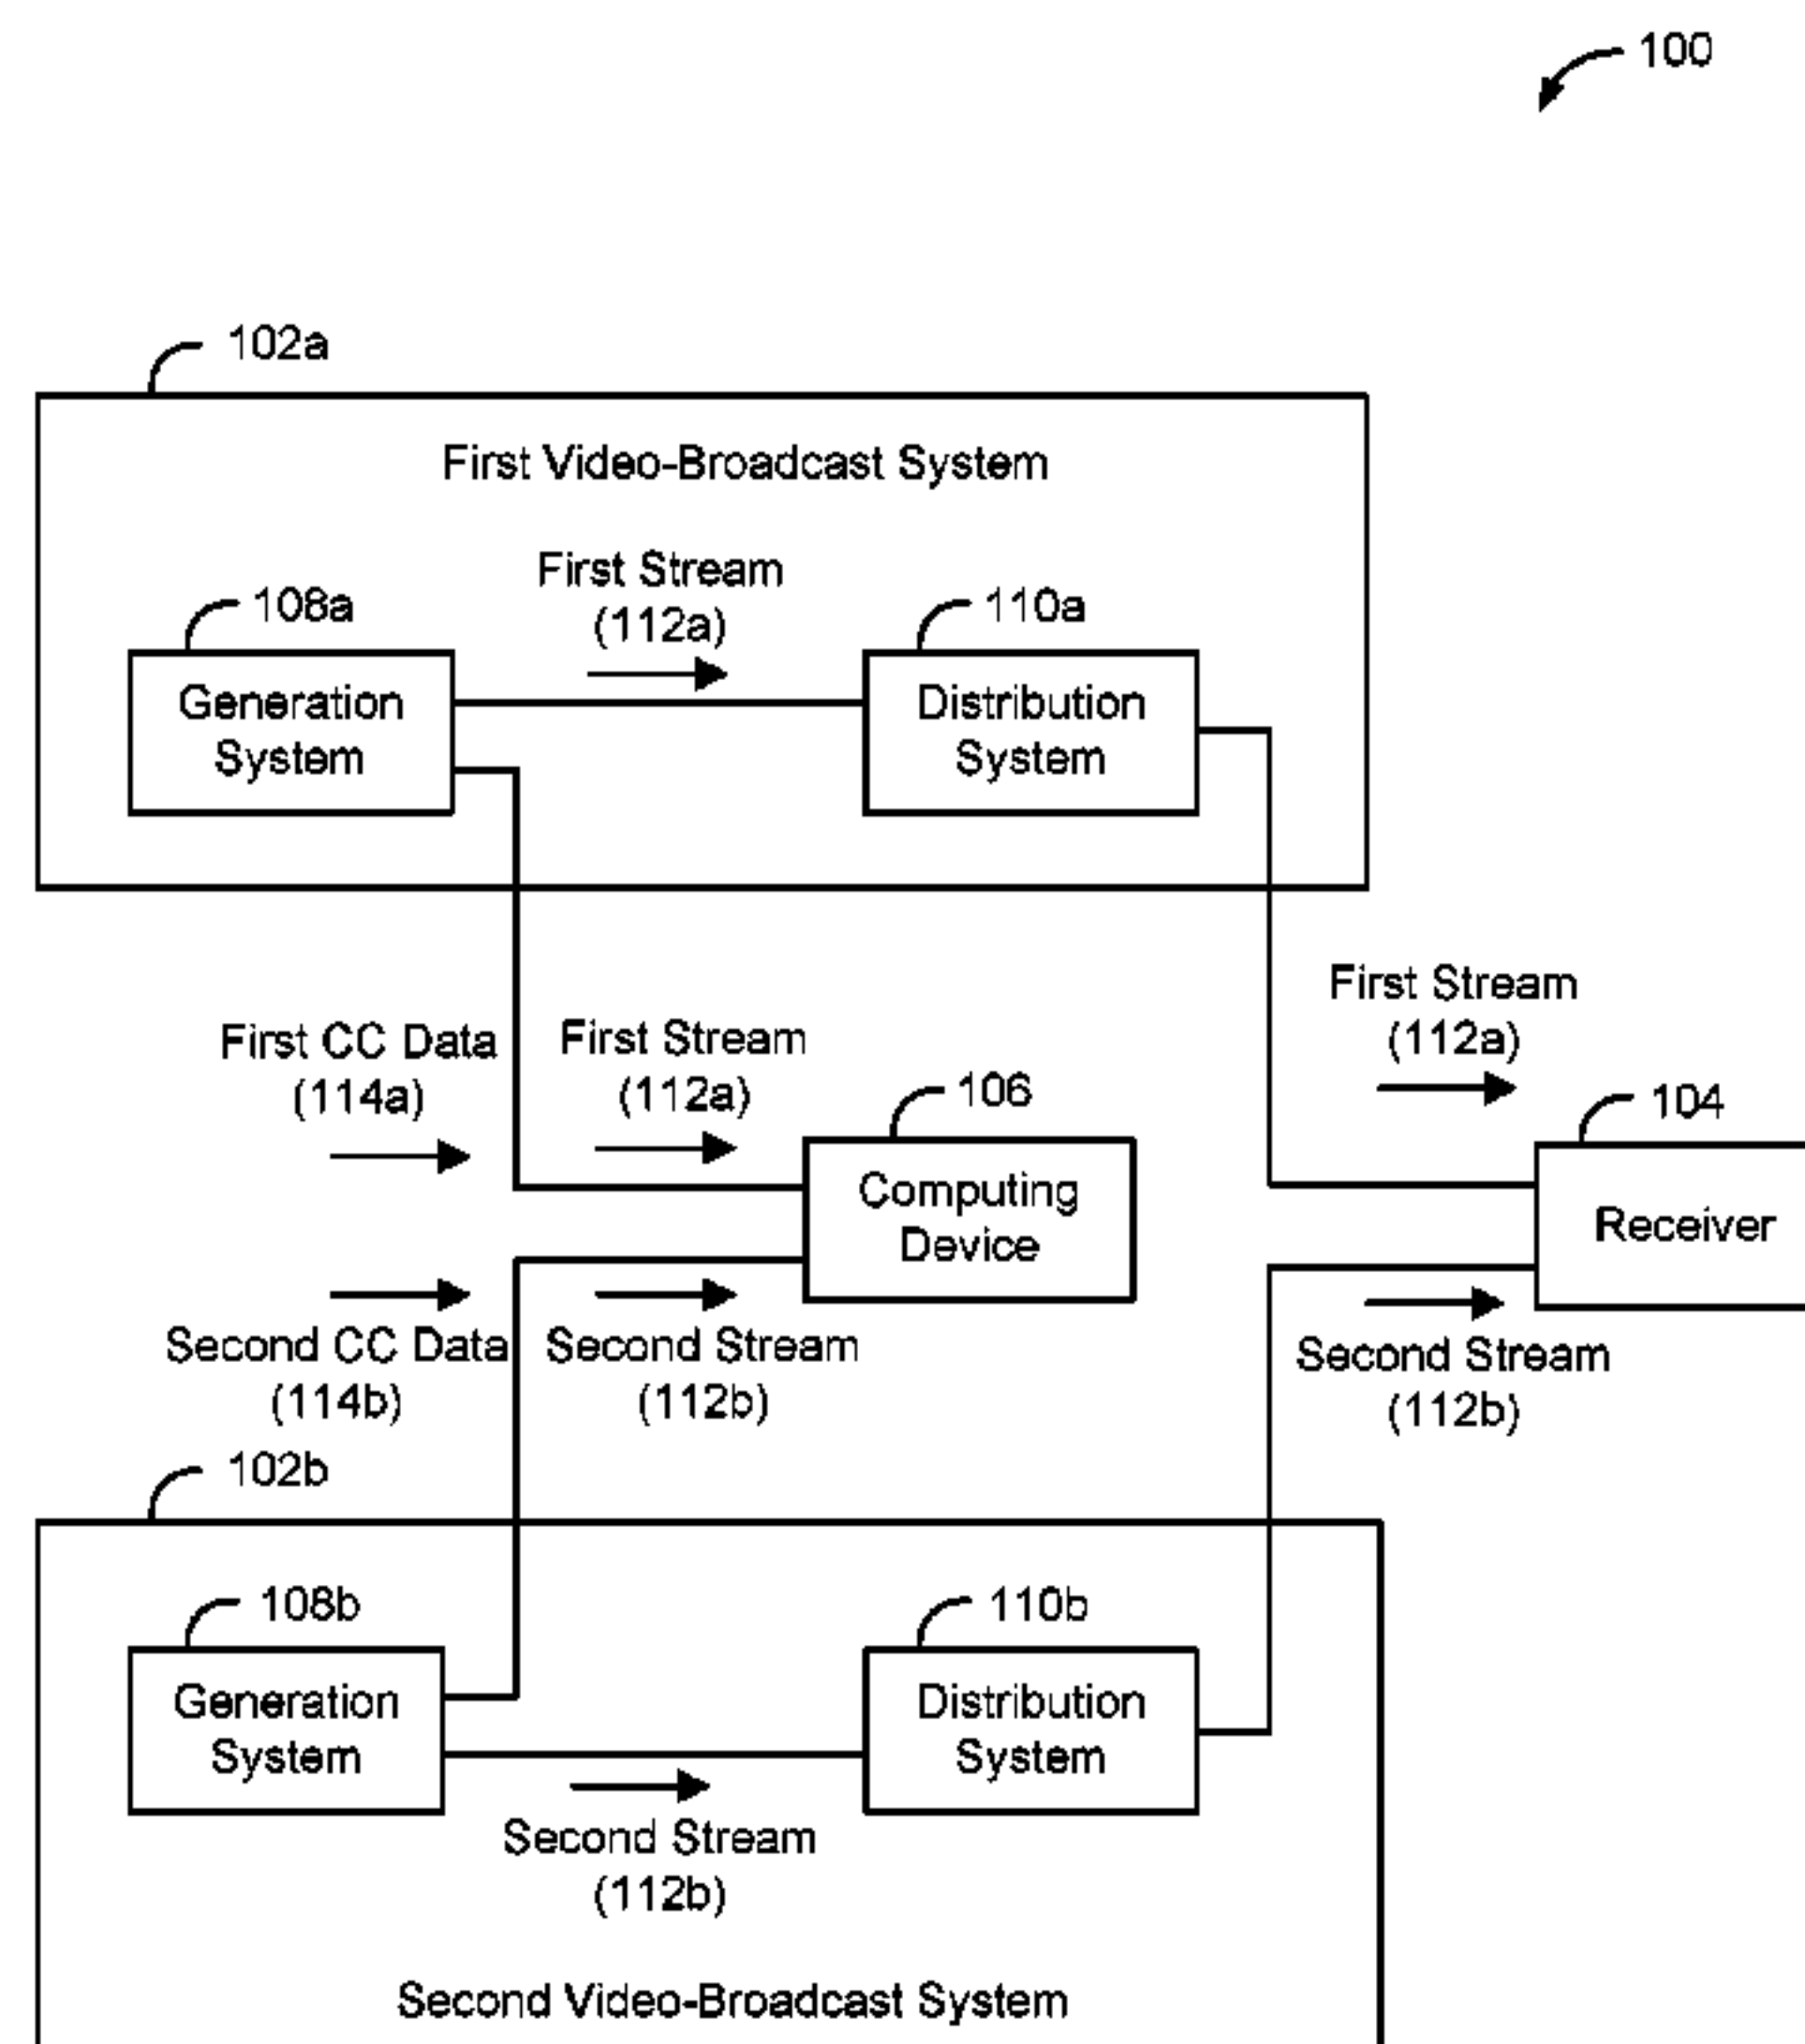 100
102a
First Video-Broadcast System
First Stream
(112a)
108a
110a
Generation
System
Distribution
System
First CC Data
(114a)
First Stream
(112a)
First Stream
(112a)
106
104
Computing
Device
Receiver
Second CC Data
(114b)
Second Stream
(112b)
Second Stream
(112b)
102b
108b
110b
Generation
System
Distribution
System
Second Stream
(112b)
Second Video-Broadcast System